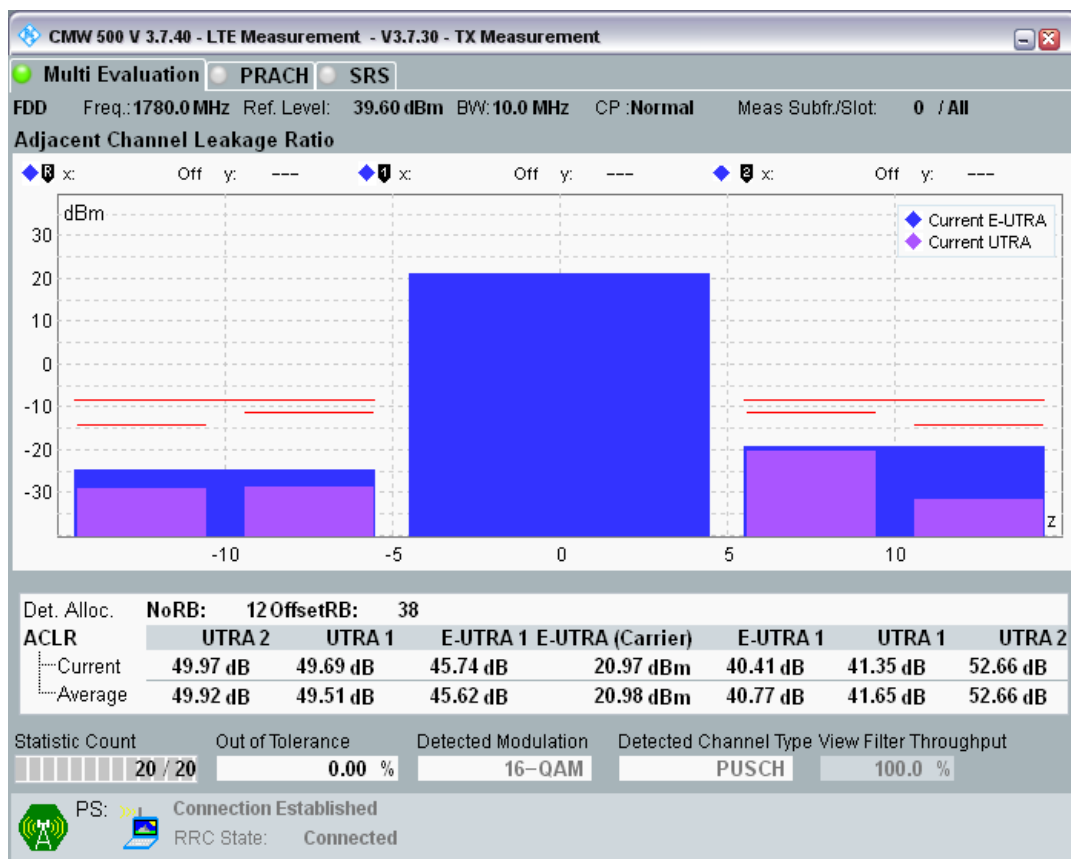 CMW 500 V 3.7.40 - LTE Measurement - V3.7.30 - TX Measurement
Multi Evaluation PRACH SRS
FDD Freq.: 1780.0 MHz Ref. Level: 39.60 dBm BW: 10.0 MHz CP :Normal Meas Subfr./Slot: 0 / All
Adjacent Channel Leakage Ratio
R x: Off y: --- 1 x: Off y: --- 2 x: Off y: ---
dBm
Current E-UTRA
Current UTRA
30
20
10
0
-10
-20
-30
z
-10 -5 0 5 10
Det. Alloc. NoRB: 12 OffsetRB: 38
ACLR UTRA 2 UTRA 1 E-UTRA 1 E-UTRA (Carrier) E-UTRA 1 UTRA 1 UTRA 2
Current 49.97 dB 49.69 dB 45.74 dB 20.97 dBm 40.41 dB 41.35 dB 52.66 dB
Average 49.92 dB 49.51 dB 45.62 dB 20.98 dBm 40.77 dB 41.65 dB 52.66 dB
Statistic Count Out of Tolerance Detected Modulation Detected Channel Type View Filter Throughput
20 / 20 0.00 % 16-QAM PUSCH 100.0 %
PS: Connection Established
RRC State: Connected